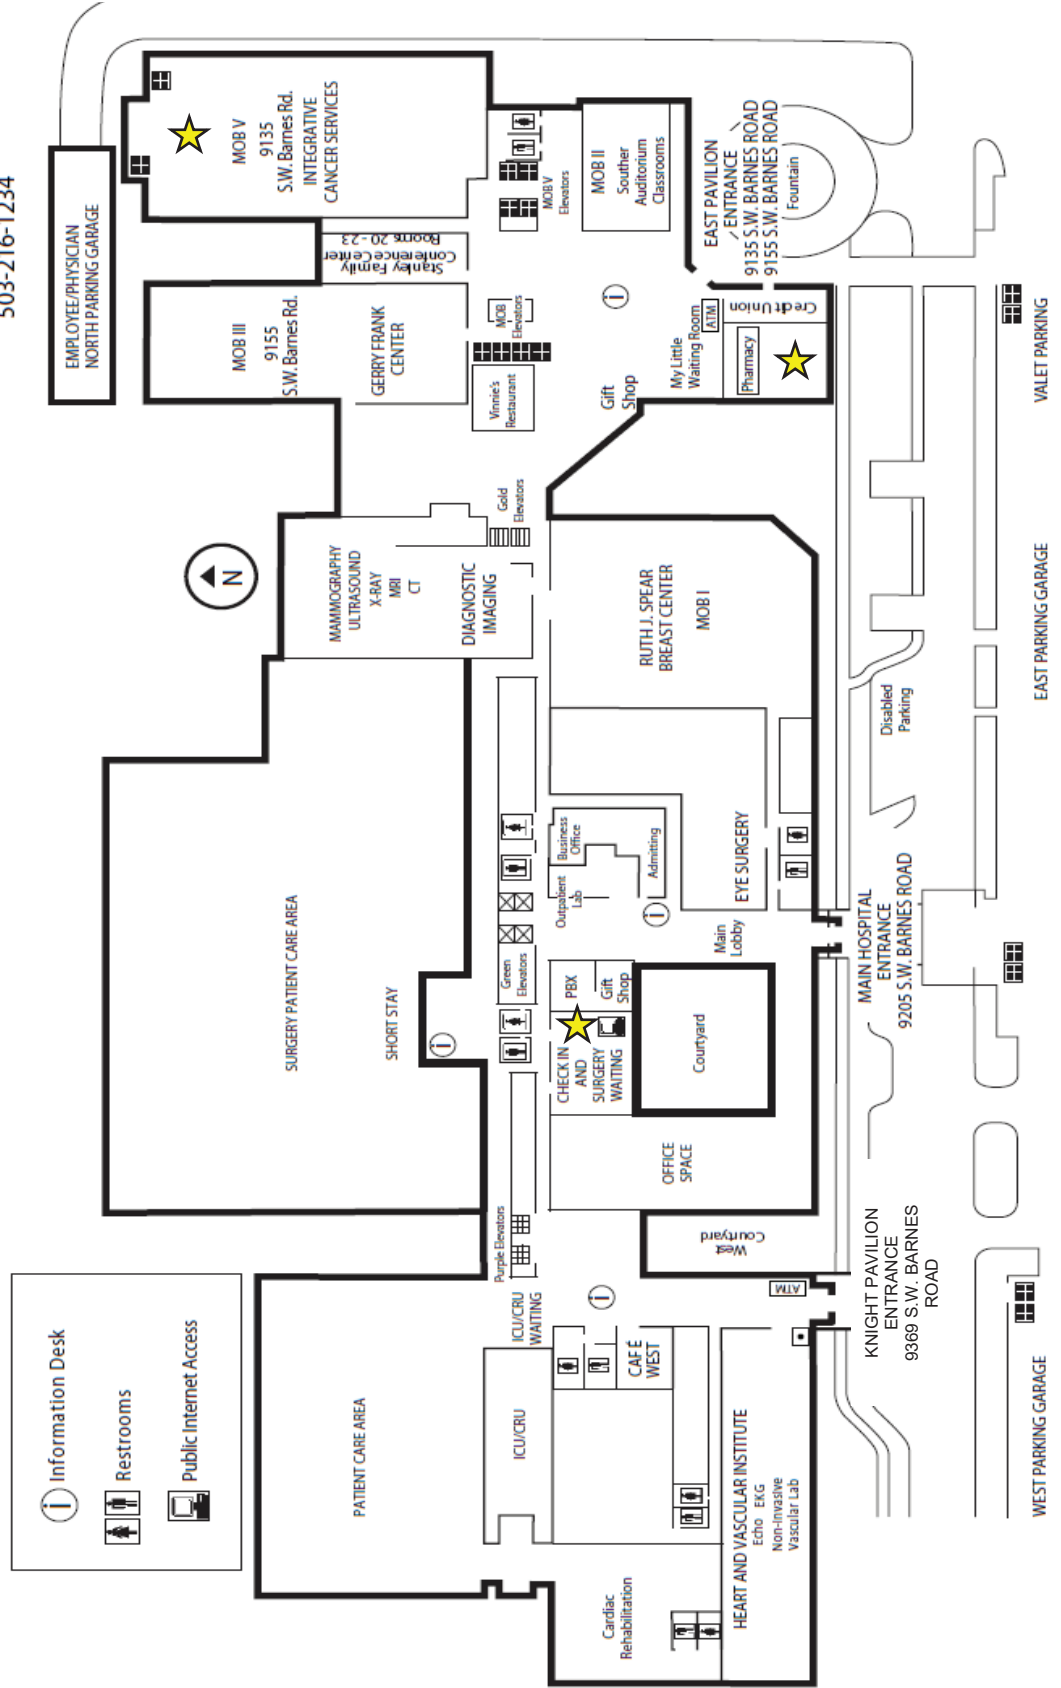 503-216-1234
Information Desk
Restrooms
Public Internet Access
EMPLOYEE/PHYSICIAN
NORTH PARKING GARAGE
N
MOB V
9135
S.W. Barnes Rd.
INTEGRATIVE
CANCER SERVICES
MOB III
9155
S.W. Barnes Rd.
GERRY FRANK
CENTER
Stanley Family
Conference Center
Rooms 20 - 23
MOB V
Elevators
MOB
Elevators
Vinnie's
Restaurant
MOB II
Souther
Auditorium
Classrooms
i
Gift
Shop
My Little
Waiting Room
ATM
Pharmacy
Credit Union
EAST PAVILION
ENTRANCE
9135 S.W. BARNES ROAD
9155 S.W. BARNES ROAD
Fountain
MAMMOGRAPHY
ULTRASOUND
X-RAY
MRI
CT
DIAGNOSTIC
IMAGING
Gold
Elevators
RUTH J. SPEAR
BREAST CENTER
MOB I
SURGERY PATIENT CARE AREA
SHORT STAY
i
Green
Elevators
Business
Office
Outpatient
Lab
Admitting
i
EYE SURGERY
Main
Lobby
PBX
Gift
Shop
CHECK IN
AND
SURGERY
WAITING
Courtyard
OFFICE
SPACE
Purple Elevators
West
Courtyard
PATIENT CARE AREA
ICU/CRU
ICU/CRU
WAITING
i
CAFÉ
WEST
ATM
Cardiac
Rehabilitation
HEART AND VASCULAR INSTITUTE
Echo EKG
Non-Invasive
Vascular Lab
KNIGHT PAVILION
ENTRANCE
9369 S.W. BARNES
ROAD
MAIN HOSPITAL
ENTRANCE
9205 S.W. BARNES ROAD
Disabled
Parking
WEST PARKING GARAGE
EAST PARKING GARAGE
VALET PARKING